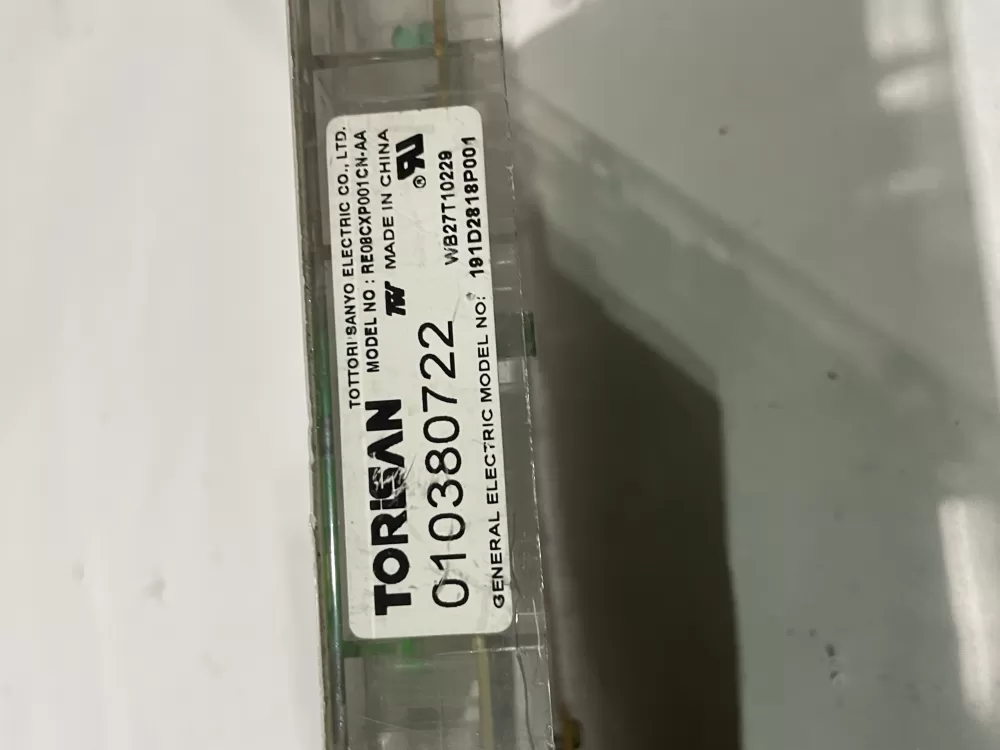 TOTTORI SANYO ELECTRIC CO., LTD.
MODEL NO : RE08CXP001CN-AA
TORISAN
MADE IN CHINA
010380722
WB27T10229
GENERAL ELECTRIC MODEL NO: 191D2818P001